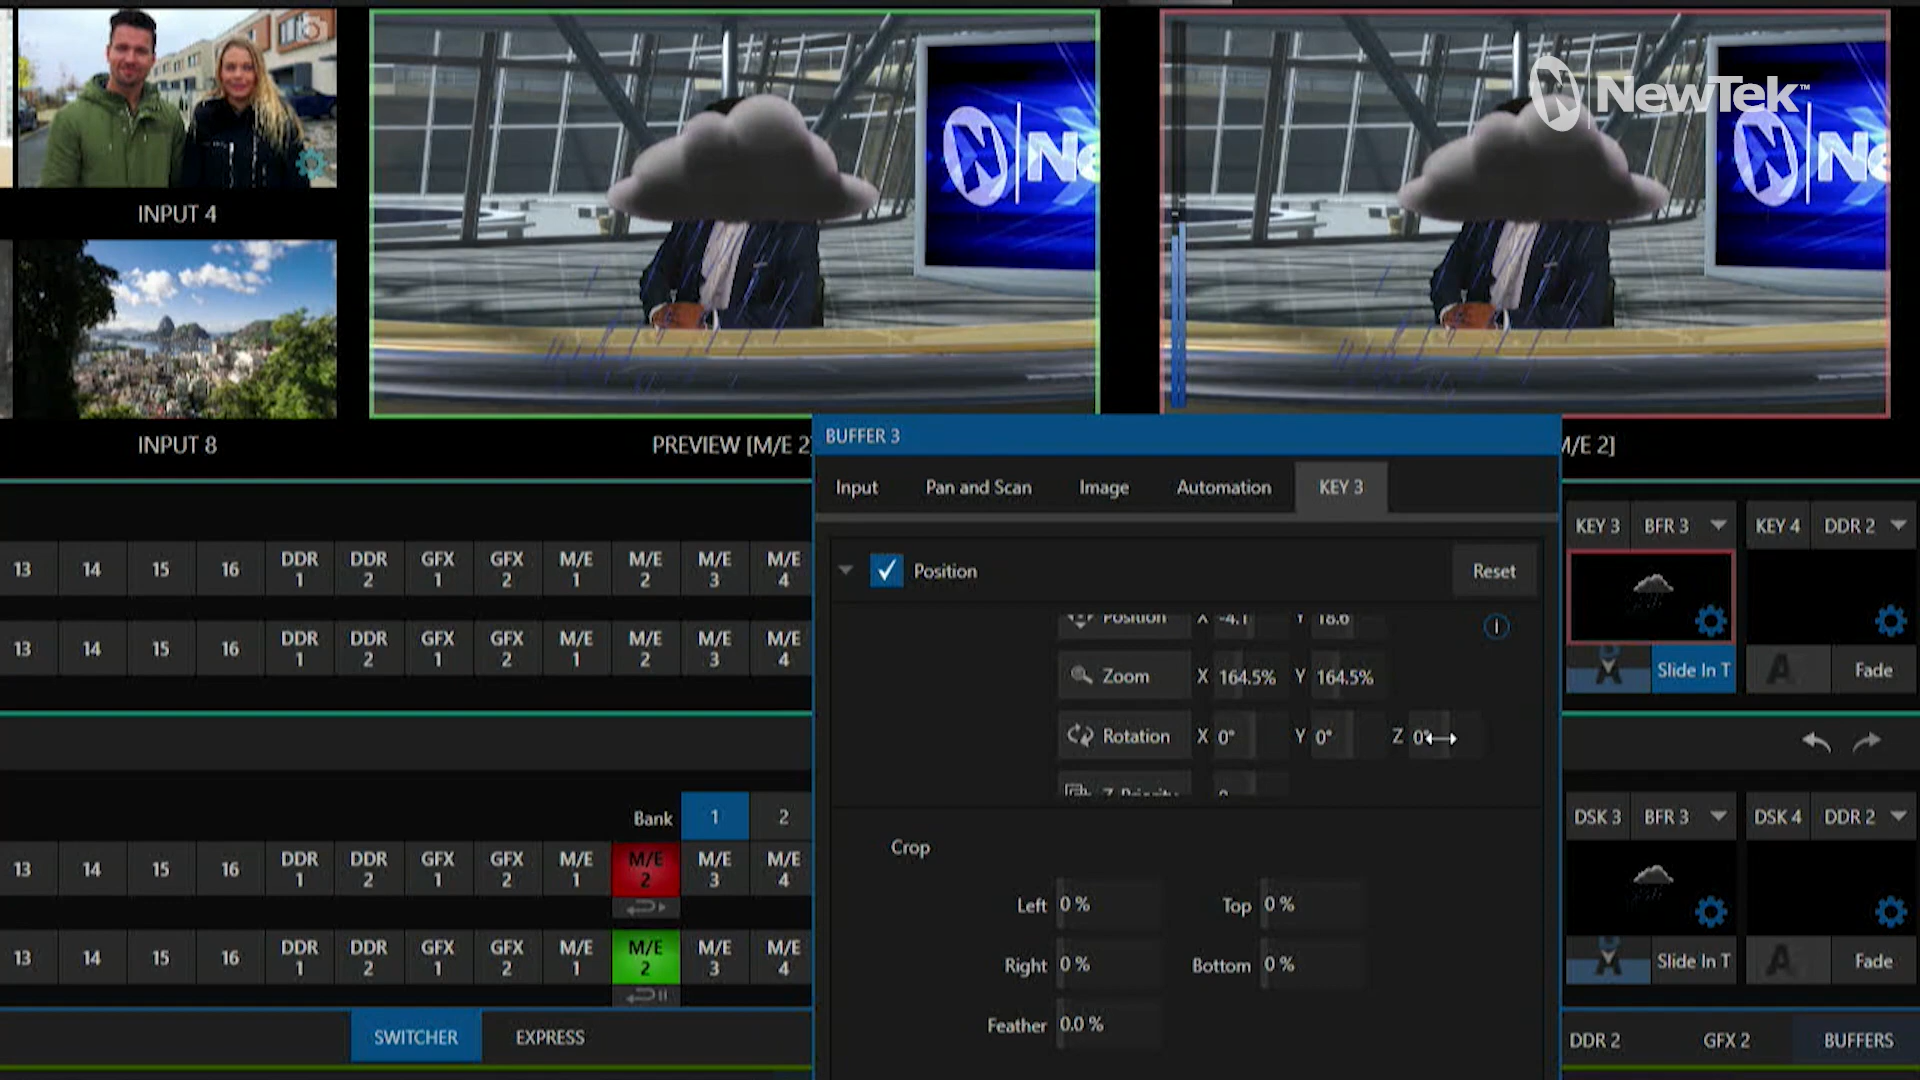 INPUT 4
INPUT 8
NewTek™
PREVIEW [M/E 2
M/E 2]
BUFFER 3
Input
Pan and Scan
Image
Automation
KEY 3
Position
Reset
Position X -4.1 Y 18.6
Zoom X 164.5% Y 164.5%
Rotation X 0° Y 0° Z 0°
Z Priority
Crop
Left 0 % Top 0 %
Right 0 % Bottom 0 %
Feather 0.0 %
13 14 15 16 DDR 1 DDR 2 GFX 1 GFX 2 M/E 1 M/E 2 M/E 3 M/E 4
13 14 15 16 DDR 1 DDR 2 GFX 1 GFX 2 M/E 1 M/E 2 M/E 3 M/E 4
Bank 1 2
13 14 15 16 DDR 1 DDR 2 GFX 1 GFX 2 M/E 1 M/E 2 M/E 3 M/E 4
13 14 15 16 DDR 1 DDR 2 GFX 1 GFX 2 M/E 1 M/E 2 M/E 3 M/E 4
KEY 3 BFR 3 KEY 4 DDR 2
Slide In T Fade
DSK 3 BFR 3 DSK 4 DDR 2
Slide In T Fade
SWITCHER EXPRESS
DDR 2 GFX 2 BUFFERS